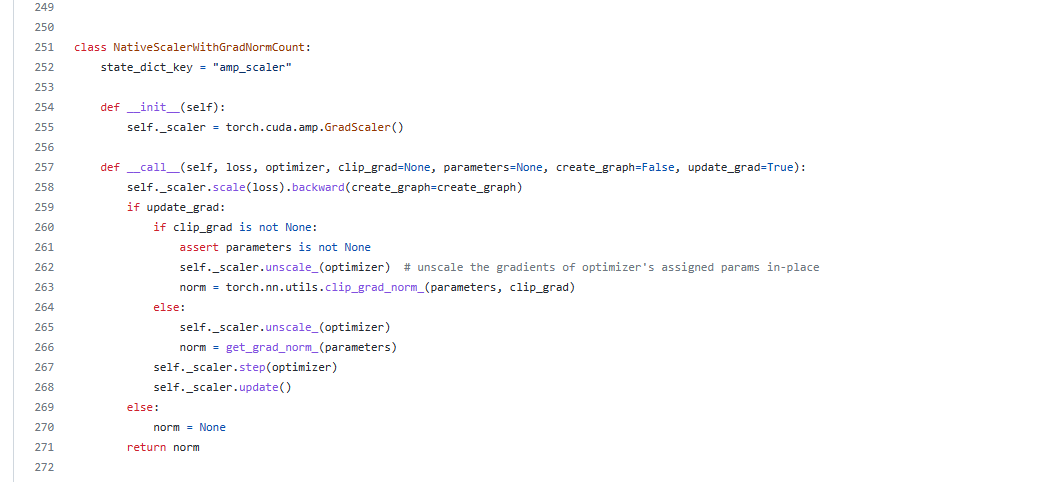 249
250
251 class NativeScalerWithGradNormCount:
252     state_dict_key = "amp_scaler"
253
254     def __init__(self):
255         self._scaler = torch.cuda.amp.GradScaler()
256
257     def __call__(self, loss, optimizer, clip_grad=None, parameters=None, create_graph=False, update_grad=True):
258         self._scaler.scale(loss).backward(create_graph=create_graph)
259         if update_grad:
260             if clip_grad is not None:
261                 assert parameters is not None
262                 self._scaler.unscale_(optimizer)  # unscale the gradients of optimizer's assigned params in-place
263                 norm = torch.nn.utils.clip_grad_norm_(parameters, clip_grad)
264             else:
265                 self._scaler.unscale_(optimizer)
266                 norm = get_grad_norm_(parameters)
267             self._scaler.step(optimizer)
268             self._scaler.update()
269         else:
270             norm = None
271         return norm
272